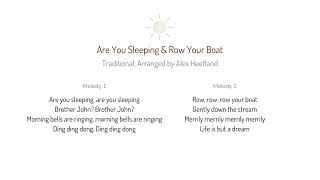 Are You Sleeping & Row Your Boat
Traditional, Arranged by Alex Heetland
Melody 1
Are you sleeping, are you sleeping
Brother John? Brother John?
Morning bells are ringing, morning bells are ringing
Ding ding dong, Ding ding dong
Melody 2
Row, row, row your boat
Gently down the stream
Merrily merrily merrily merrily
Life is but a dream